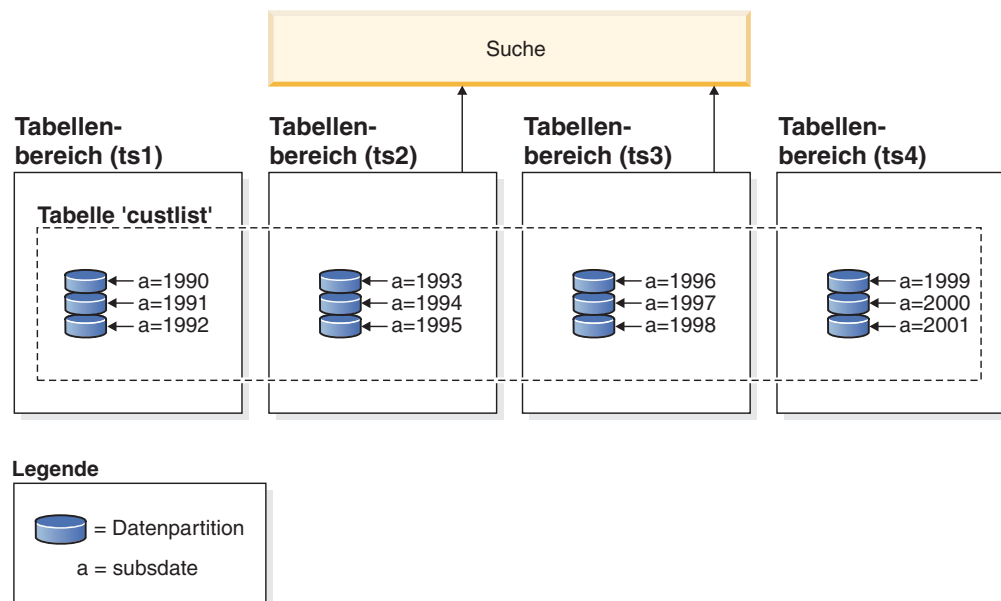 Suche
Tabellen-
bereich (ts1)
Tabellen-
bereich (ts2)
Tabellen-
bereich (ts3)
Tabellen-
bereich (ts4)
Tabelle 'custlist'
a=1990
a=1991
a=1992
a=1993
a=1994
a=1995
a=1996
a=1997
a=1998
a=1999
a=2000
a=2001
Legende
= Datenpartition
a = subsdate